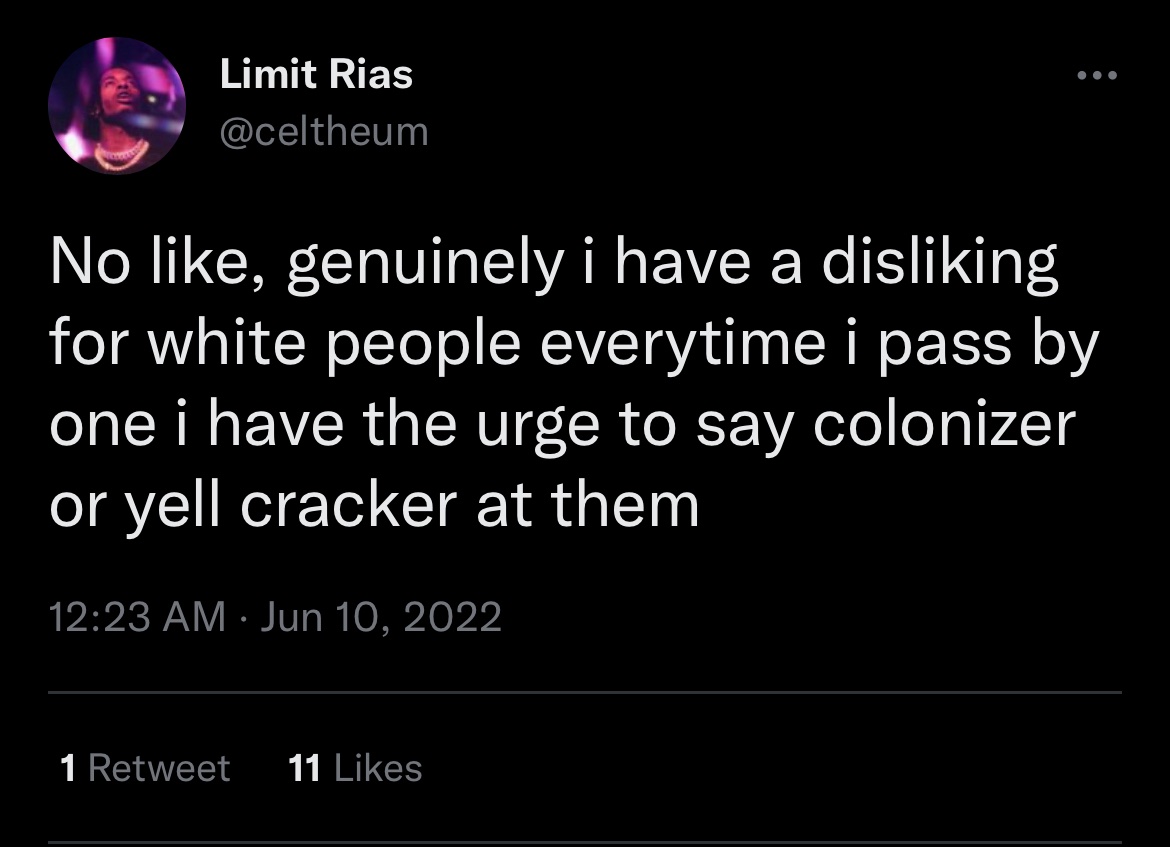 Limit Rias
@celtheum
No like, genuinely i have a disliking
for white people everytime i pass by
one i have the urge to say colonizer
or yell cracker at them
12:23 AM · Jun 10, 2022
1 Retweet 11 Likes